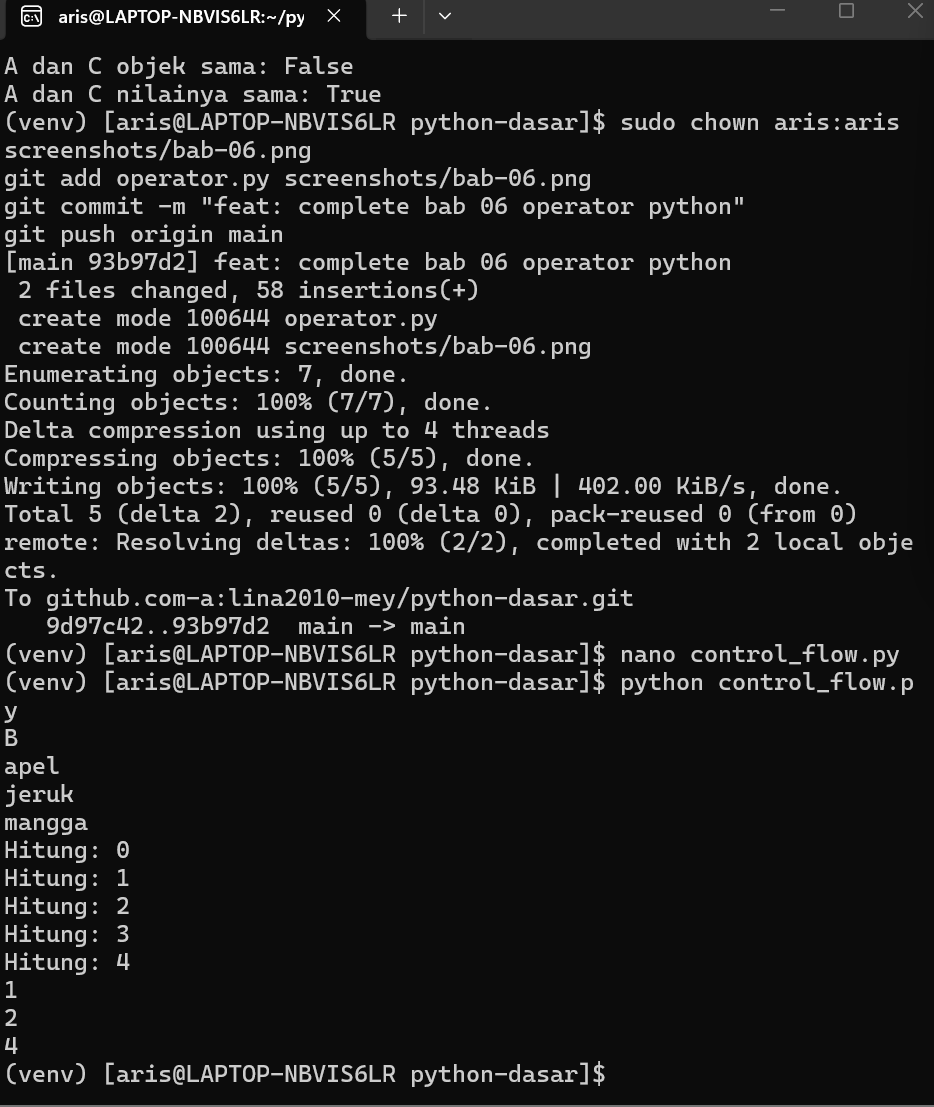 aris@LAPTOP-NBVIS6LR:~/py
A dan C objek sama: False
A dan C nilainya sama: True
(venv) [aris@LAPTOP-NBVIS6LR python-dasar]$ sudo chown aris:aris
screenshots/bab-06.png
git add operator.py screenshots/bab-06.png
git commit -m "feat: complete bab 06 operator python"
git push origin main
[main 93b97d2] feat: complete bab 06 operator python
 2 files changed, 58 insertions(+)
 create mode 100644 operator.py
 create mode 100644 screenshots/bab-06.png
Enumerating objects: 7, done.
Counting objects: 100% (7/7), done.
Delta compression using up to 4 threads
Compressing objects: 100% (5/5), done.
Writing objects: 100% (5/5), 93.48 KiB | 402.00 KiB/s, done.
Total 5 (delta 2), reused 0 (delta 0), pack-reused 0 (from 0)
remote: Resolving deltas: 100% (2/2), completed with 2 local obje
cts.
To github.com-a:lina2010-mey/python-dasar.git
   9d97c42..93b97d2  main -> main
(venv) [aris@LAPTOP-NBVIS6LR python-dasar]$ nano control_flow.py
(venv) [aris@LAPTOP-NBVIS6LR python-dasar]$ python control_flow.p
y
B
apel
jeruk
mangga
Hitung: 0
Hitung: 1
Hitung: 2
Hitung: 3
Hitung: 4
1
2
4
(venv) [aris@LAPTOP-NBVIS6LR python-dasar]$